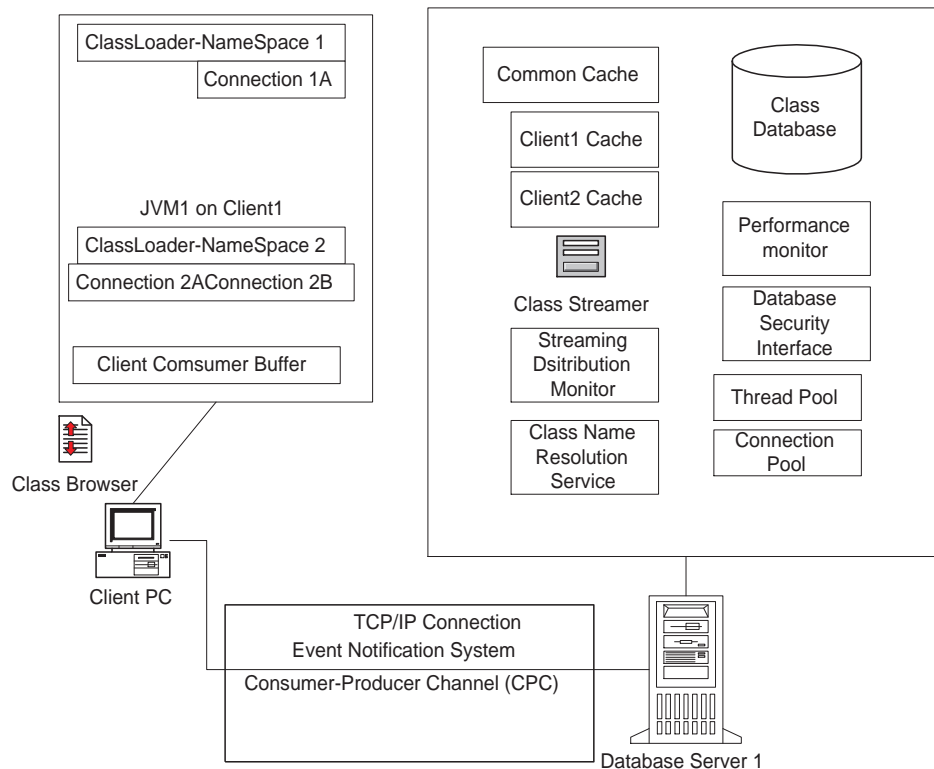 ClassLoader-NameSpace 1
Connection 1A
JVM1 on Client1
ClassLoader-NameSpace 2
Connection 2AConnection 2B
Client Comsumer Buffer
Class Browser
Client PC
Common Cache
Client1 Cache
Client2 Cache
Class Streamer
Streaming
Dsitribution
Monitor
Class Name
Resolution
Service
Class
Database
Performance
monitor
Database
Security
Interface
Thread Pool
Connection
Pool
TCP/IP Connection
Event Notification System
Consumer-Producer Channel (CPC)
Database Server 1